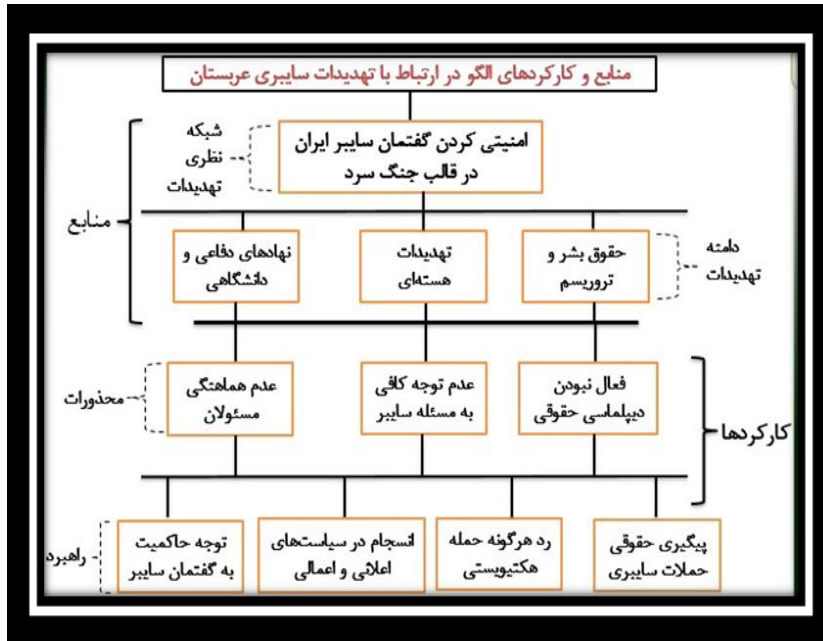 منابع و کارکردهای الگو در ارتباط با تهدیدات سایبری عربستان
امنیتی کردن گفتمان سایبر ایران
در قالب جنگ سرد
شبکه
نظری
تهدیدات
منابع
حقوق بشر و
تروریسم
تهدیدات
هسته‌ای
نهادهای دفاعی و
دانشگاهی
دامنه
تهدیدات
فعال نبودن
دیپلماسی حقوقی
عدم توجه کافی
به مسئله سایبر
عدم هماهنگی
مسئولان
محذورات
کارکردها
پیگیری حقوقی
حملات سایبری
رد هرگونه حمله
هکتیویستی
انسجام در سیاست‌های
اعلانی و اعمالی
توجه حاکمیت
به گفتمان سایبر
راهبرد